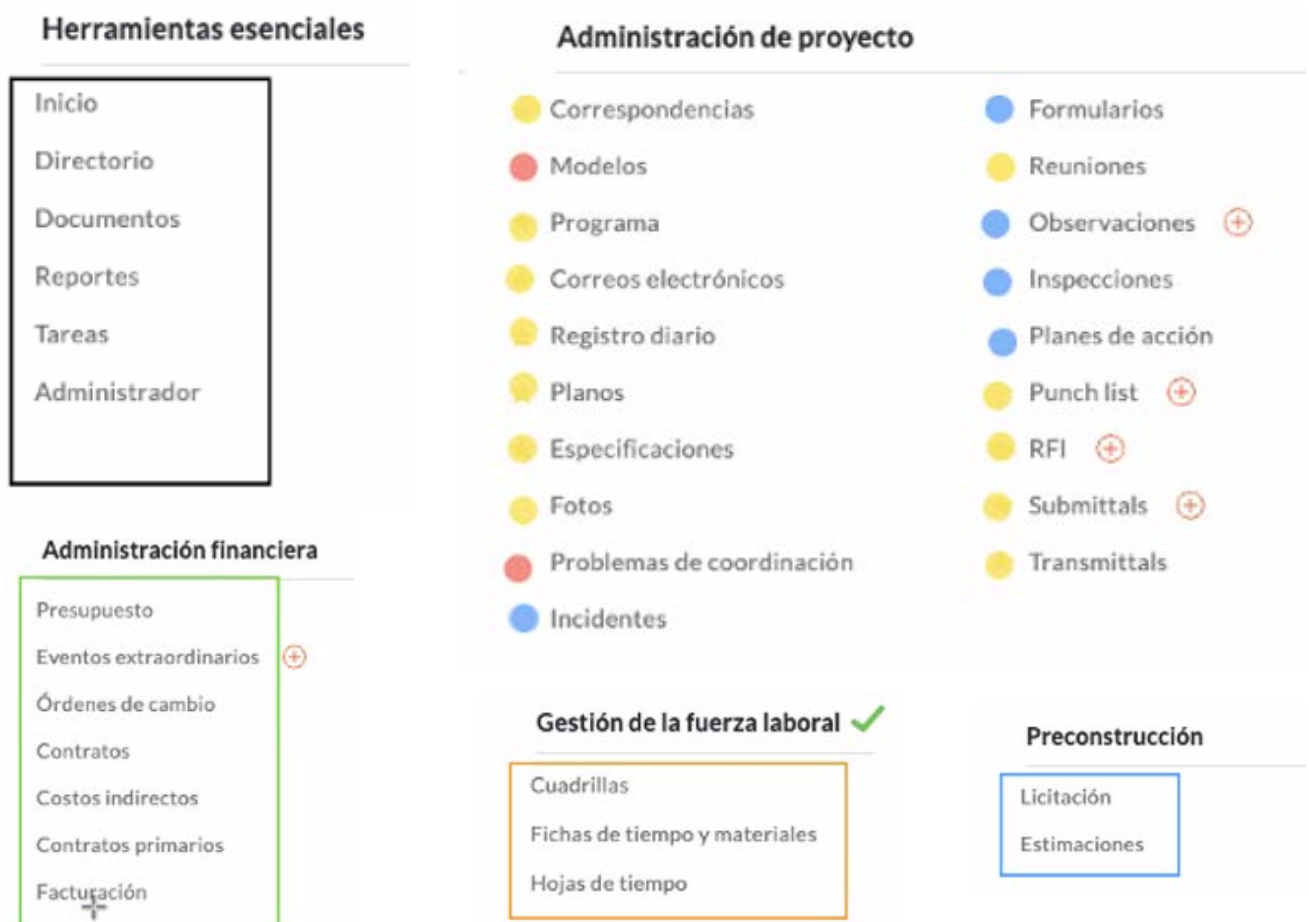 Herramientas esenciales
Inicio
Directorio
Documentos
Reportes
Tareas
Administrador
Administración de proyecto
Correspondencias
Modelos
Programa
Correos electrónicos
Registro diario
Planos
Especificaciones
Fotos
Problemas de coordinación
Incidentes
Formularios
Reuniones
Observaciones
Inspecciones
Planes de acción
Punch list
RFI
Submittals
Transmittals
Administración financiera
Presupuesto
Eventos extraordinarios
Órdenes de cambio
Contratos
Costos indirectos
Contratos primarios
Facturación
Gestión de la fuerza laboral
Cuadrillas
Fichas de tiempo y materiales
Hojas de tiempo
Preconstrucción
Licitación
Estimaciones